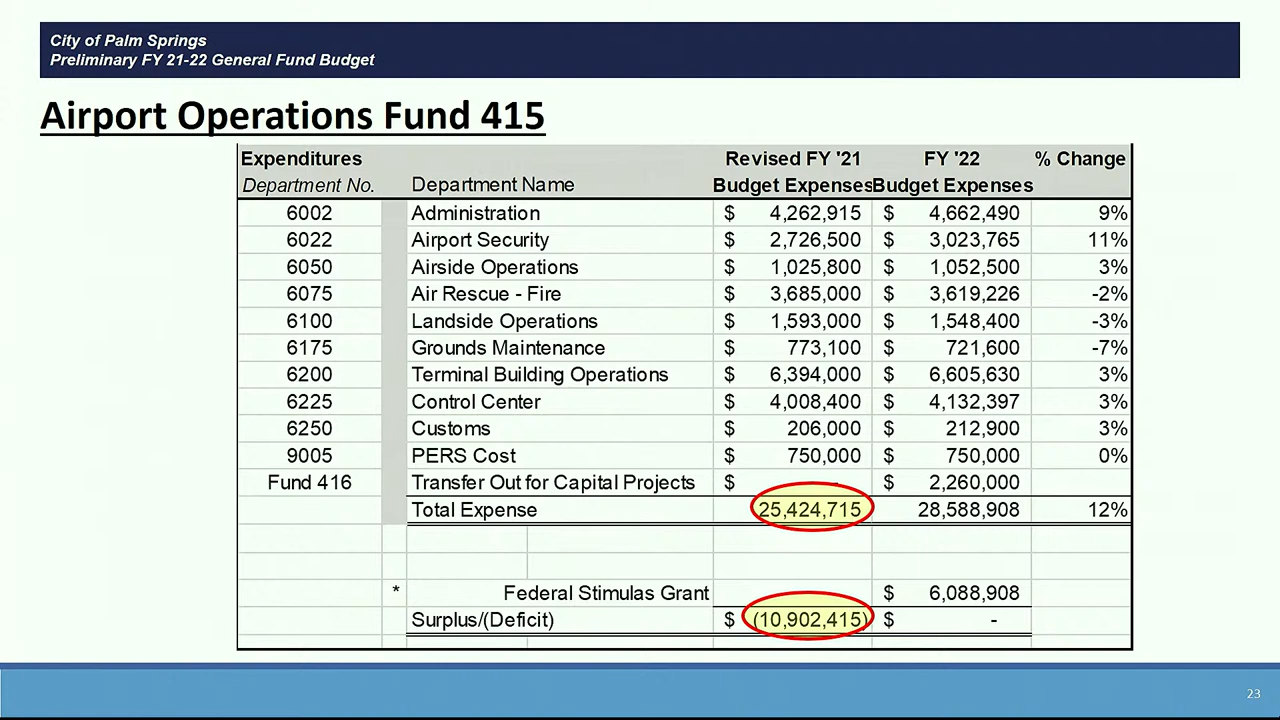 City of Palm Springs
Preliminary FY 21-22 General Fund Budget
Airport Operations Fund 415
Expenditures Revised FY '21 FY '22 % Change
Department No. Department Name Budget Expenses Budget Expenses
6002 Administration $ 4,262,915 $ 4,662,490 9%
6022 Airport Security $ 2,726,500 $ 3,023,765 11%
6050 Airside Operations $ 1,025,800 $ 1,052,500 3%
6075 Air Rescue - Fire $ 3,685,000 $ 3,619,226 -2%
6100 Landside Operations $ 1,593,000 $ 1,548,400 -3%
6175 Grounds Maintenance $ 773,100 $ 721,600 -7%
6200 Terminal Building Operations $ 6,394,000 $ 6,605,630 3%
6225 Control Center $ 4,008,400 $ 4,132,397 3%
6250 Customs $ 206,000 $ 212,900 3%
9005 PERS Cost $ 750,000 $ 750,000 0%
Fund 416 Transfer Out for Capital Projects $ - $ 2,260,000
Total Expense 25,424,715 28,588,908 12%
* Federal Stimulas Grant $ 6,088,908
Surplus/(Deficit) $ (10,902,415) $ -
23